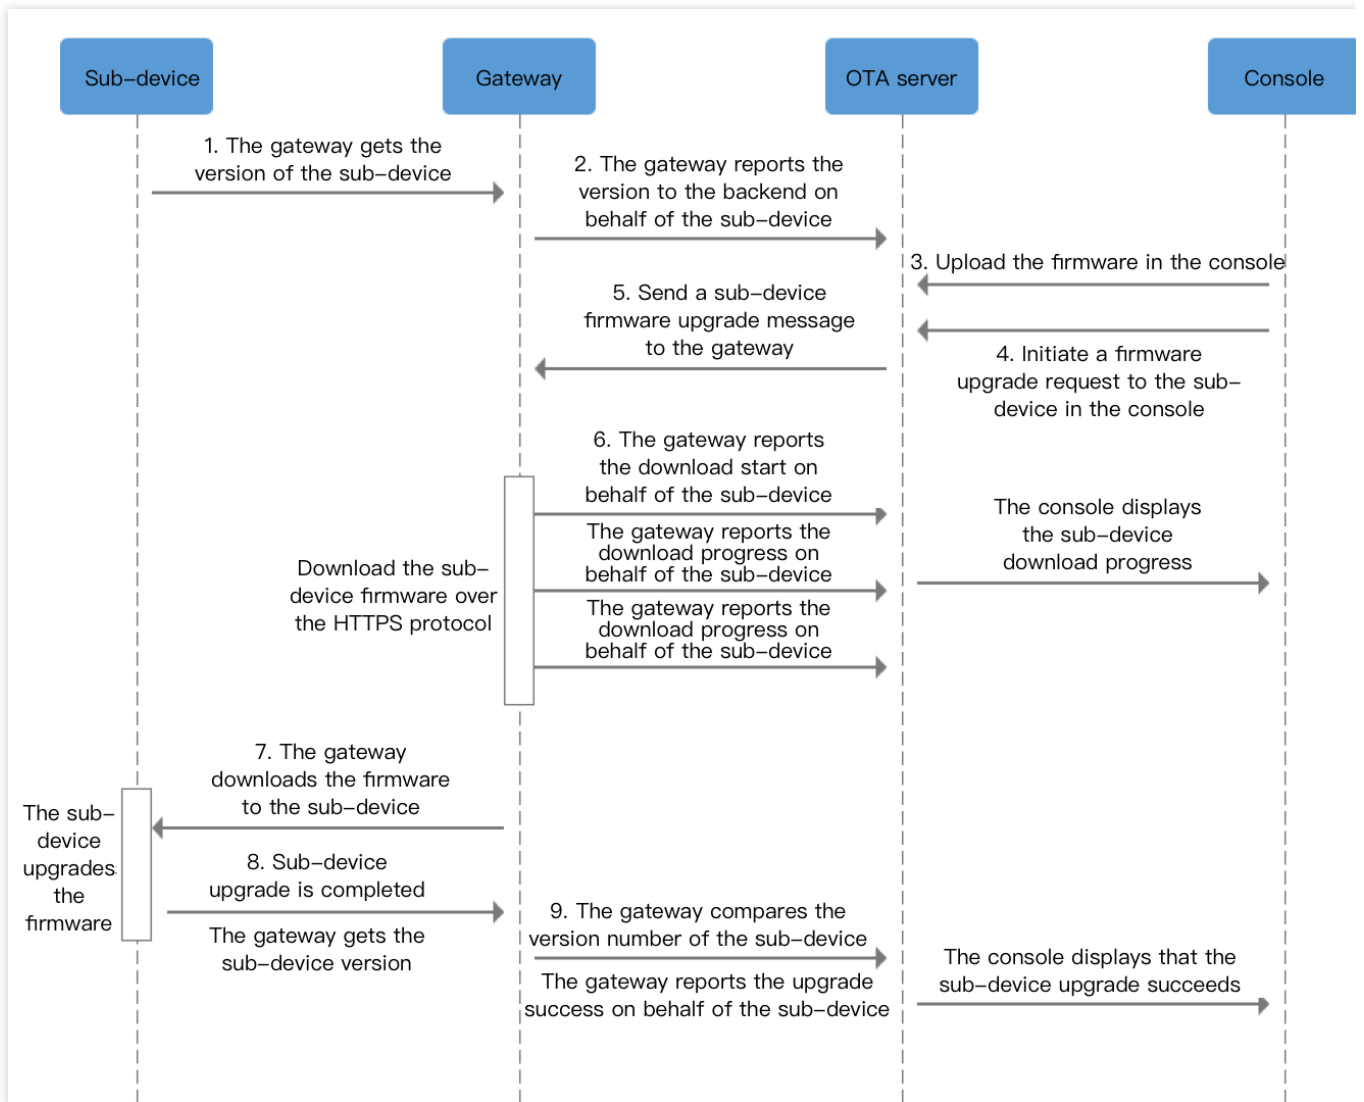 Sub-device
Gateway
OTA server
Console
1. The gateway gets the
version of the sub-device
2. The gateway reports the
version to the backend on
behalf of the sub-device
3. Upload the firmware in the console
5. Send a sub-device
firmware upgrade message
to the gateway
4. Initiate a firmware
upgrade request to the sub-
device in the console
6. The gateway reports
the download start on
behalf of the sub-device
The gateway reports the
download progress on
behalf of the sub-device
The console displays
the sub-device
download progress
Download the sub-
device firmware over
the HTTPS protocol
The gateway reports the
download progress on
behalf of the sub-device
7. The gateway
downloads the firmware
to the sub-device
The sub-
device
upgrades
the
firmware
8. Sub-device
upgrade is completed
The gateway gets the
sub-device version
9. The gateway compares the
version number of the sub-device
The gateway reports the upgrade
success on behalf of the sub-device
The console displays that the
sub-device upgrade succeeds